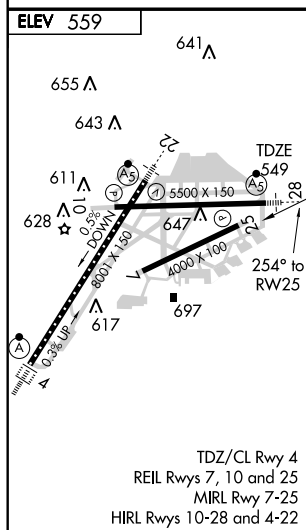 ELEV 559
641
655
643
22
A5
TDZE
549
A5
611
P
V
5500 X 150
28
10
628
0.5%
DOWN
647
P
25
8001 X 150
4000 X 100
254° to
RW25
7
697
617
A
0.3% UP
4
TDZ/CL Rwy 4
REIL Rwys 7, 10 and 25
MIRL Rwy 7-25
HIRL Rwys 10-28 and 4-22